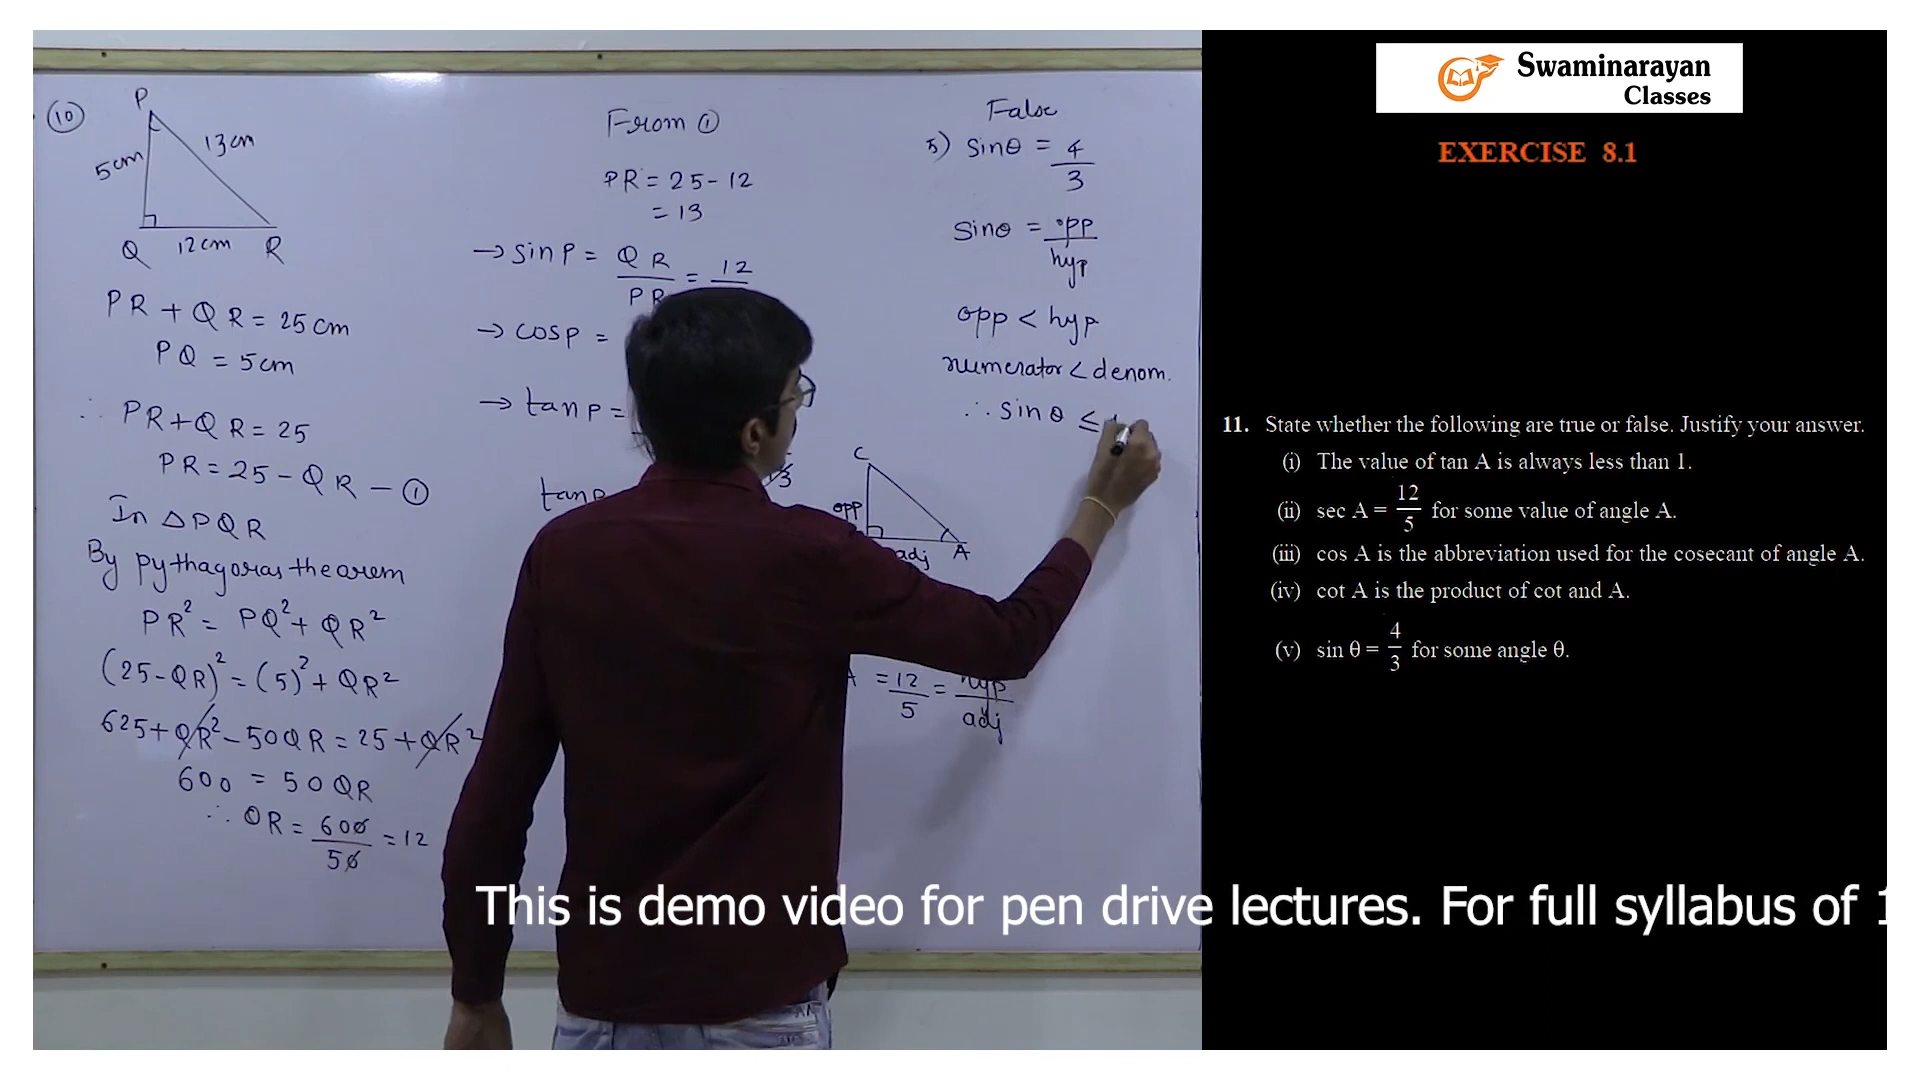 10
P
5cm
13cm
Q 12cm R
PR + QR = 25cm
PQ = 5cm
∴ PR+QR = 25
PR = 25 - QR - ①
In △PQR
By pythagoras thearem
PR² = PQ² + QR²
(25-QR)² = (5)² + QR²
625+QR²-50QR = 25+QR²
600 = 50QR
∴ QR = 600/50 = 12
From ①
PR = 25-12
= 13
→ sin P = QR/PR = 12
→ cos P =
→ tan P =
tan P
3
False
5) sinθ = 4/3
sinθ = opp/hyp
opp < hyp
numerator < denom.
∴ sin θ ≤
C
opp
adj A
A = 12/5 = hyp/adj
Swaminarayan
Classes
EXERCISE 8.1
11. State whether the following are true or false. Justify your answer.
(i) The value of tan A is always less than 1.
(ii) sec A = 12/5 for some value of angle A.
(iii) cos A is the abbreviation used for the cosecant of angle A.
(iv) cot A is the product of cot and A.
(v) sin θ = 4/3 for some angle θ.
This is demo video for pen drive lectures. For full syllabus of